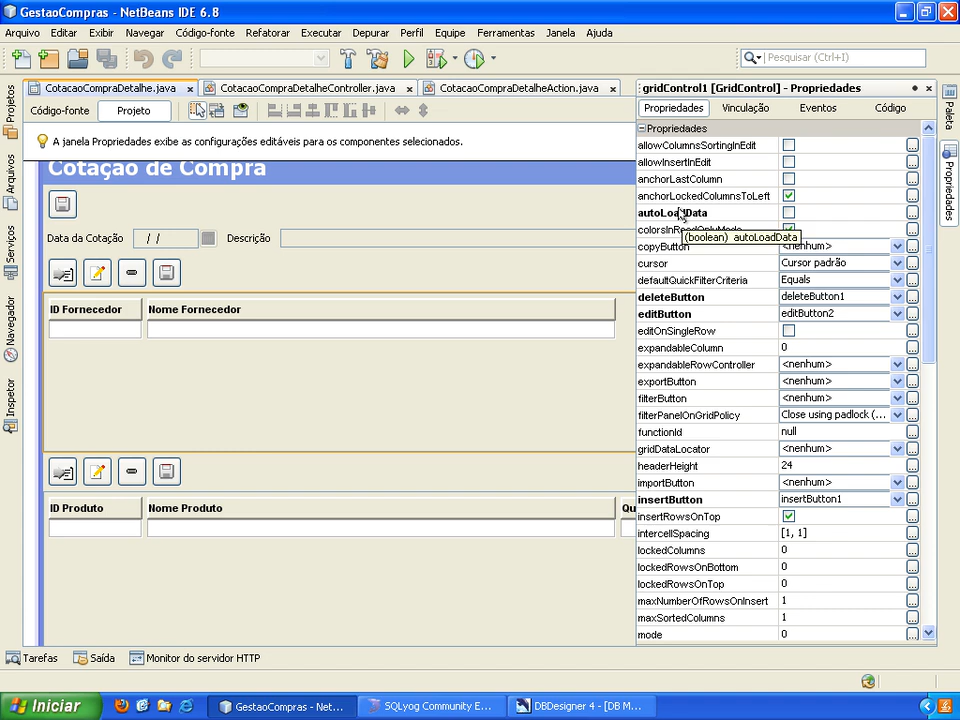 GestaoCompras - NetBeans IDE 6.8
Arquivo Editar Exibir Navegar Código-fonte Refatorar Executar Depurar Perfil Equipe Ferramentas Janela Ajuda
Pesquisar (Ctrl+I)
CotacaoCompraDetalhe.java × CotacaoCompraDetalheController.java × CotacaoCompraDetalheAction.java ×
gridControl1 [GridControl] - Propriedades
Código-fonte Projeto
Propriedades Vinculação Eventos Código
A janela Propriedades exibe as configurações editáveis para os componentes selecionados.
Projetos
Arquivos
Serviços
Navegador
Inspetor
Paleta
Propriedades
Cotação de Compra
Data da Cotação / / Descrição
ID Fornecedor Nome Fornecedor
ID Produto Nome Produto Qu
Propriedades
allowColumnsSortingInEdit
allowInsertInEdit
anchorLastColumn
anchorLockedColumnsToLeft
autoLoadData
colorsInReadOnlyMode
(boolean) autoLoadData
copyButton <nenhum>
cursor Cursor padrão
defaultQuickFilterCriteria Equals
deleteButton deleteButton1
editButton editButton2
editOnSingleRow
expandableColumn 0
expandableRowController <nenhum>
exportButton <nenhum>
filterButton <nenhum>
filterPanelOnGridPolicy Close using padlock (...
functionId null
gridDataLocator <nenhum>
headerHeight 24
importButton <nenhum>
insertButton insertButton1
insertRowsOnTop
intercellSpacing [1, 1]
lockedColumns 0
lockedRowsOnBottom 0
lockedRowsOnTop 0
maxNumberOfRowsOnInsert 1
maxSortedColumns 1
mode 0
Tarefas Saída Monitor do servidor HTTP
Iniciar GestaoCompras - Net... SQLyog Community E... DBDesigner 4 - [DB M...